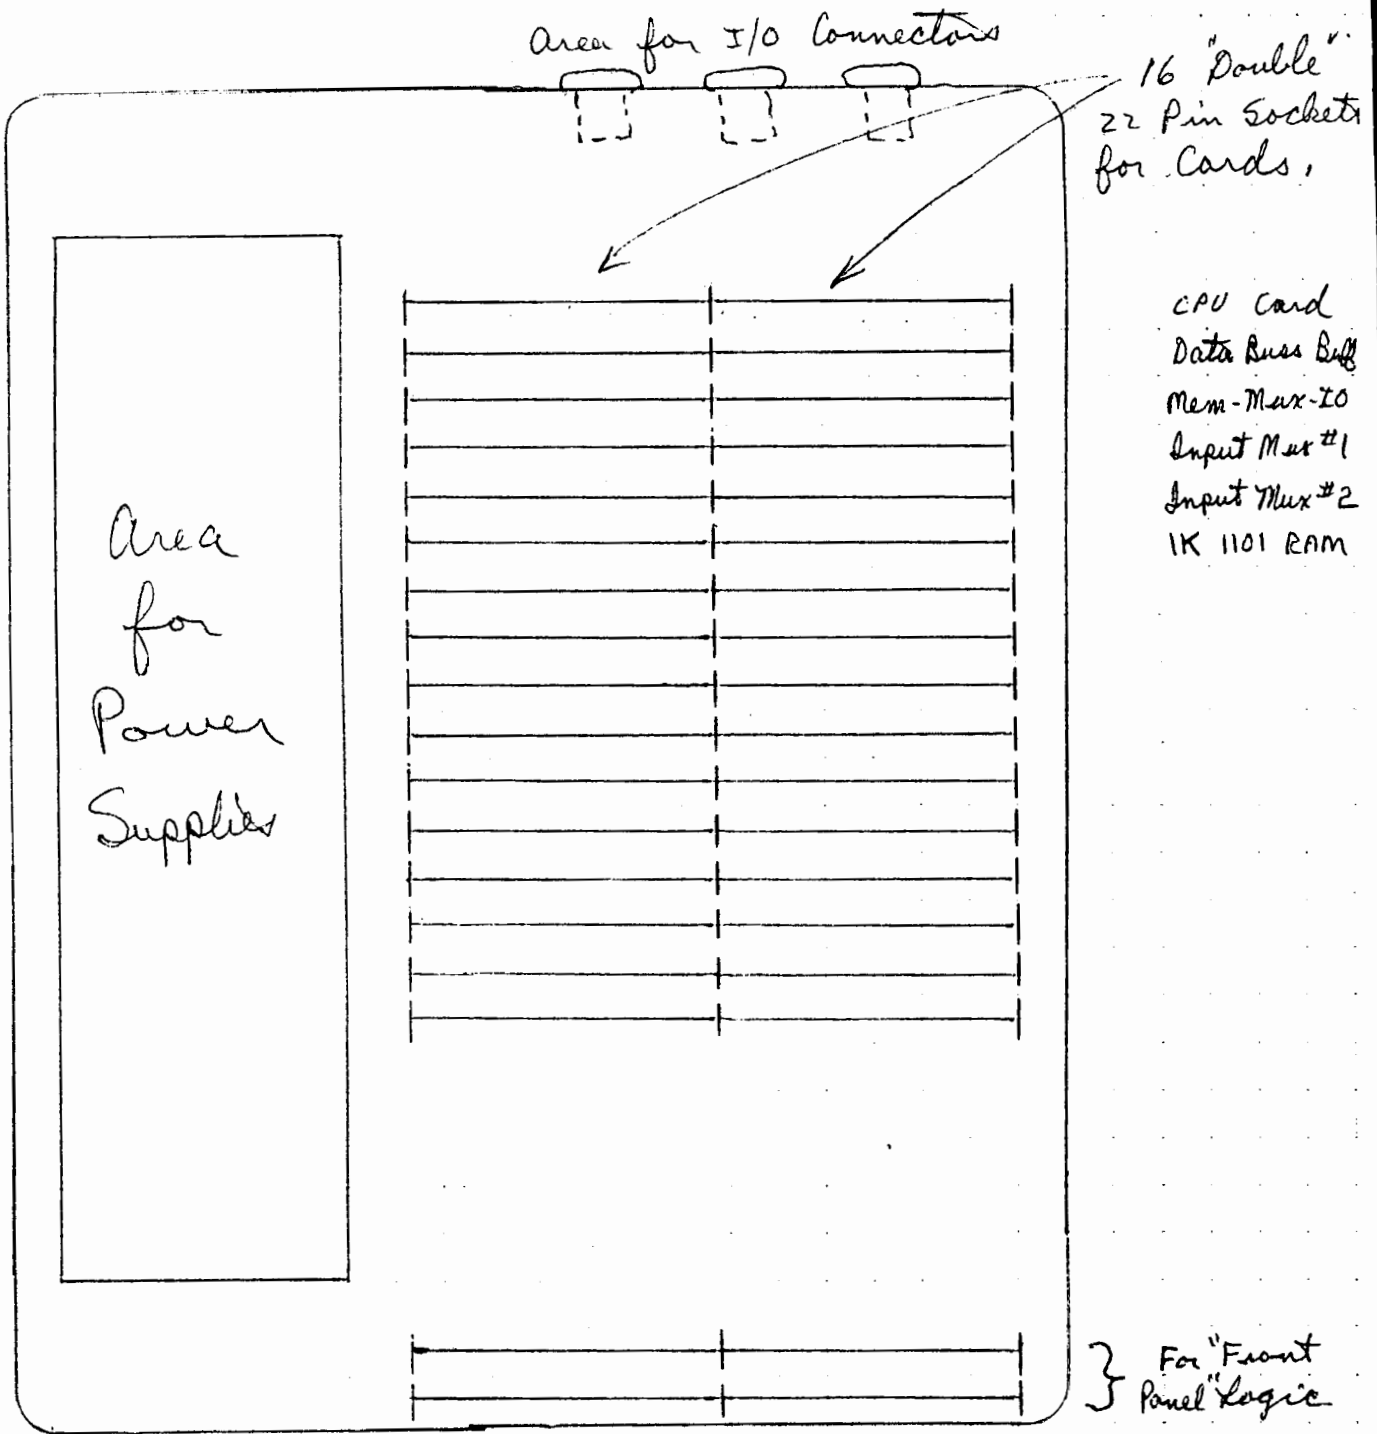 Area for I/O Connectors
16 "Double"
22 Pin Sockets
for Cards.
CPU Card
Data Buss Buff
Mem-Mux-IO
Input Mux #1
Input Mux #2
1K 1101 RAM
Area
for
Power
Supplies
For "Front
Panel" Logic